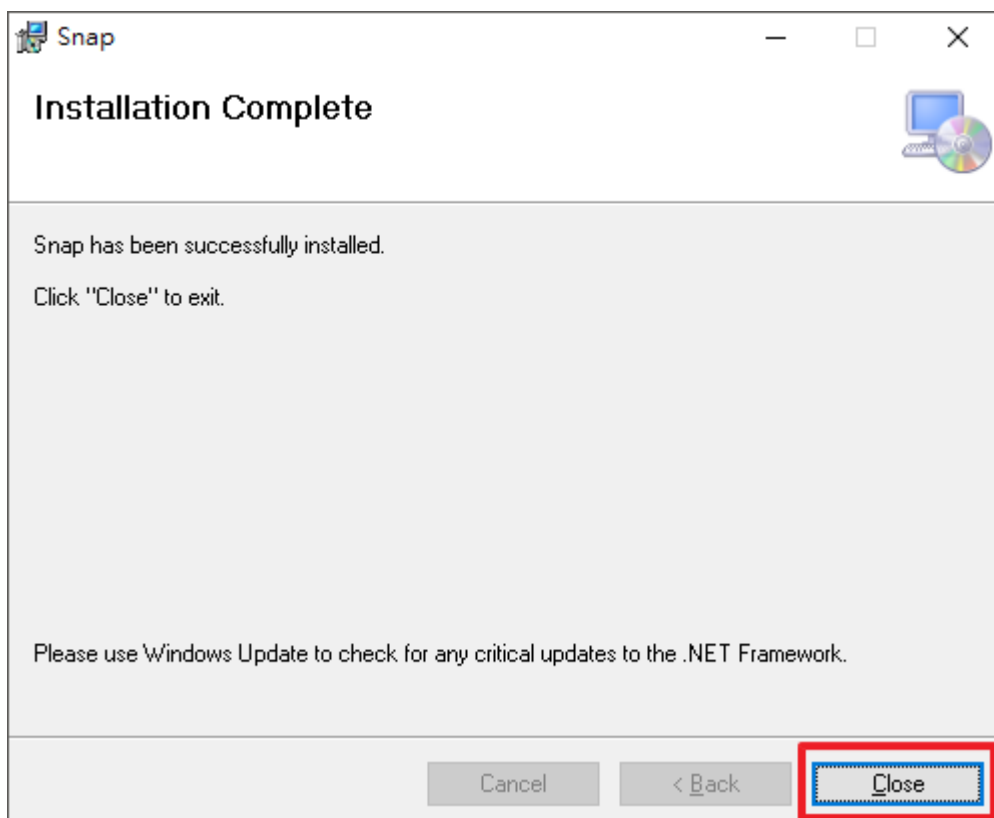 Snap
Installation Complete
Snap has been successfully installed.
Click "Close" to exit.
Please use Windows Update to check for any critical updates to the .NET Framework.
Cancel
< Back
Close